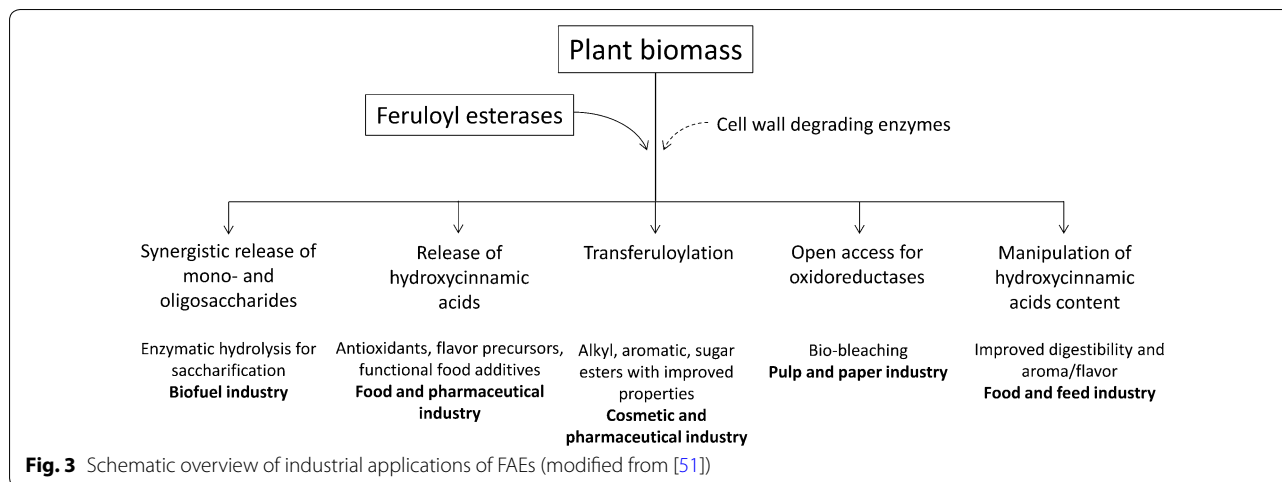 Plant biomass
Feruloyl esterases
Cell wall degrading enzymes
Synergistic release of
mono- and
oligosaccharides
Enzymatic hydrolysis for
saccharification
Biofuel industry
Release of
hydroxycinnamic
acids
Antioxidants, flavor precursors,
functional food additives
Food and pharmaceutical
industry
Transferuloylation
Alkyl, aromatic, sugar
esters with improved
properties
Cosmetic and
pharmaceutical industry
Open access for
oxidoreductases
Bio-bleaching
Pulp and paper industry
Manipulation of
hydroxycinnamic
acids content
Improved digestibility and
aroma/flavor
Food and feed industry
Fig. 3 Schematic overview of industrial applications of FAEs (modified from [51])